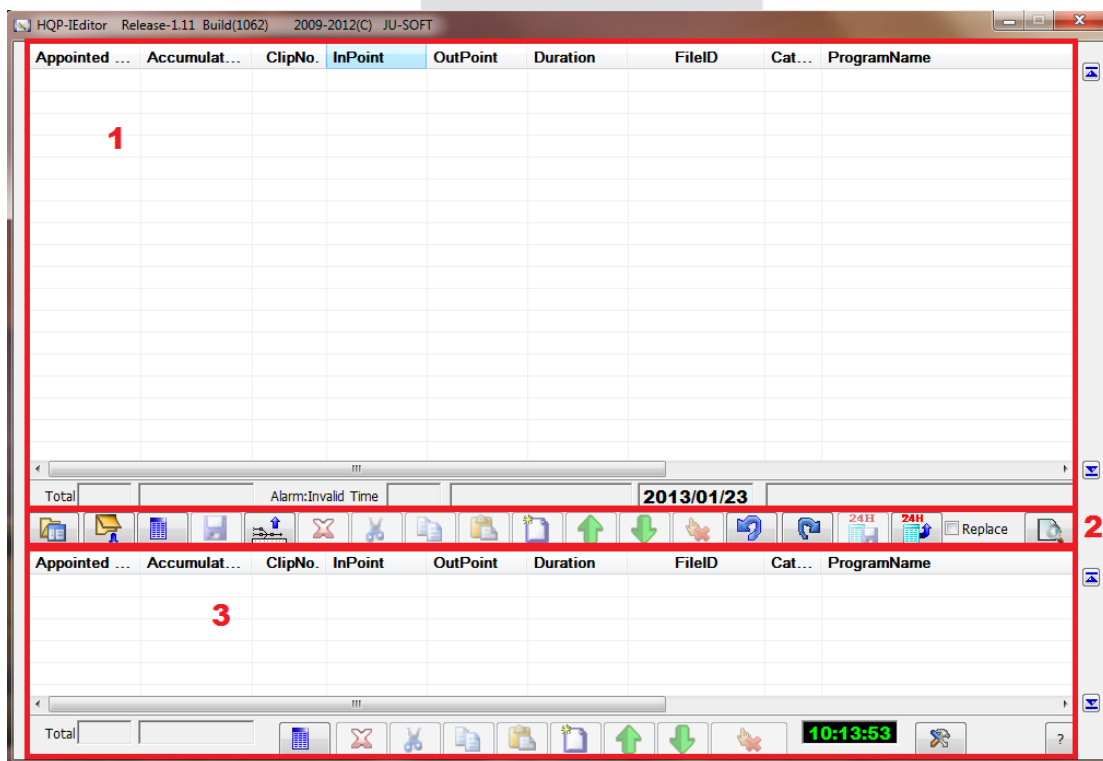 HQP-IEditor Release-1.11 Build(1062) 2009-2012(C) JU-SOFT
Appointed ... Accumulat... ClipNo. InPoint OutPoint Duration FileID Cat... ProgramName
1
Total Alarm:Invalid Time 2013/01/23
24H 24H Replace 2
Appointed ... Accumulat... ClipNo. InPoint OutPoint Duration FileID Cat... ProgramName
3
Total 10:13:53 ?